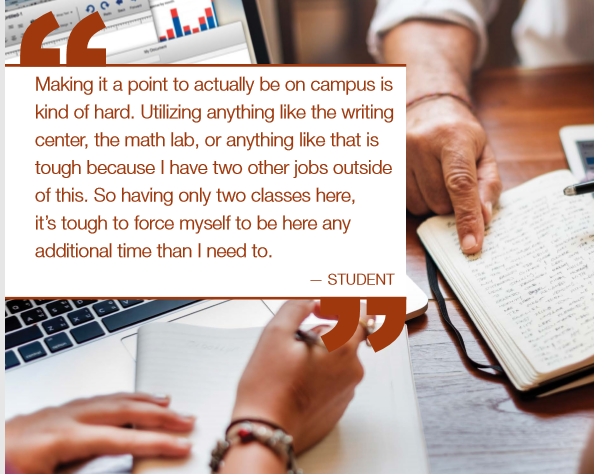 Making it a point to actually be on campus is
kind of hard. Utilizing anything like the writing
center, the math lab, or anything like that is
tough because I have two other jobs outside
of this. So having only two classes here,
it’s tough to force myself to be here any
additional time than I need to.
— STUDENT